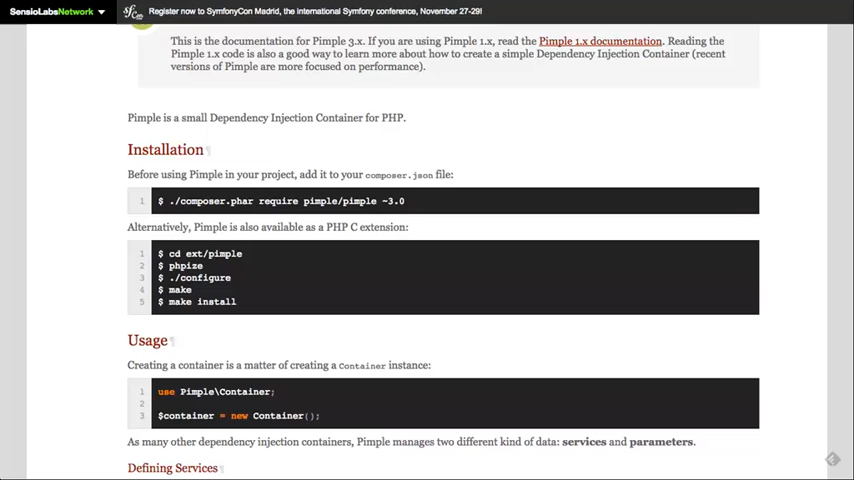 SensioLabsNetwork
Register now to SymfonyCon Madrid, the international Symfony conference, November 27-29!
This is the documentation for Pimple 3.x. If you are using Pimple 1.x, read the Pimple 1.x documentation. Reading the
Pimple 1.x code is also a good way to learn more about how to create a simple Dependency Injection Container (recent
versions of Pimple are more focused on performance).
Pimple is a small Dependency Injection Container for PHP.
Installation¶
Before using Pimple in your project, add it to your composer.json file:
1 $ ./composer.phar require pimple/pimple ~3.0
Alternatively, Pimple is also available as a PHP C extension:
1 $ cd ext/pimple
2 $ phpize
3 $ ./configure
4 $ make
5 $ make install
Usage¶
Creating a container is a matter of creating a Container instance:
1 use Pimple\Container;
2
3 $container = new Container();
As many other dependency injection containers, Pimple manages two different kind of data: services and parameters.
Defining Services¶